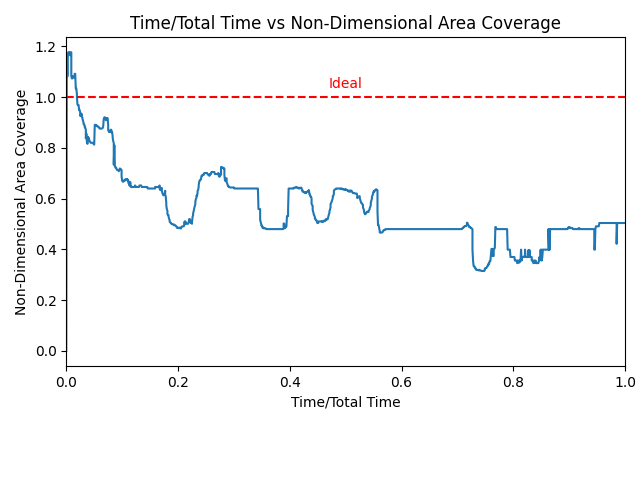 Time/Total Time vs Non-Dimensional Area Coverage
Non-Dimensional Area Coverage
1.2
1.0
0.8
0.6
0.4
0.2
0.0
Ideal
0.0 0.2 0.4 0.6 0.8 1.0
Time/Total Time